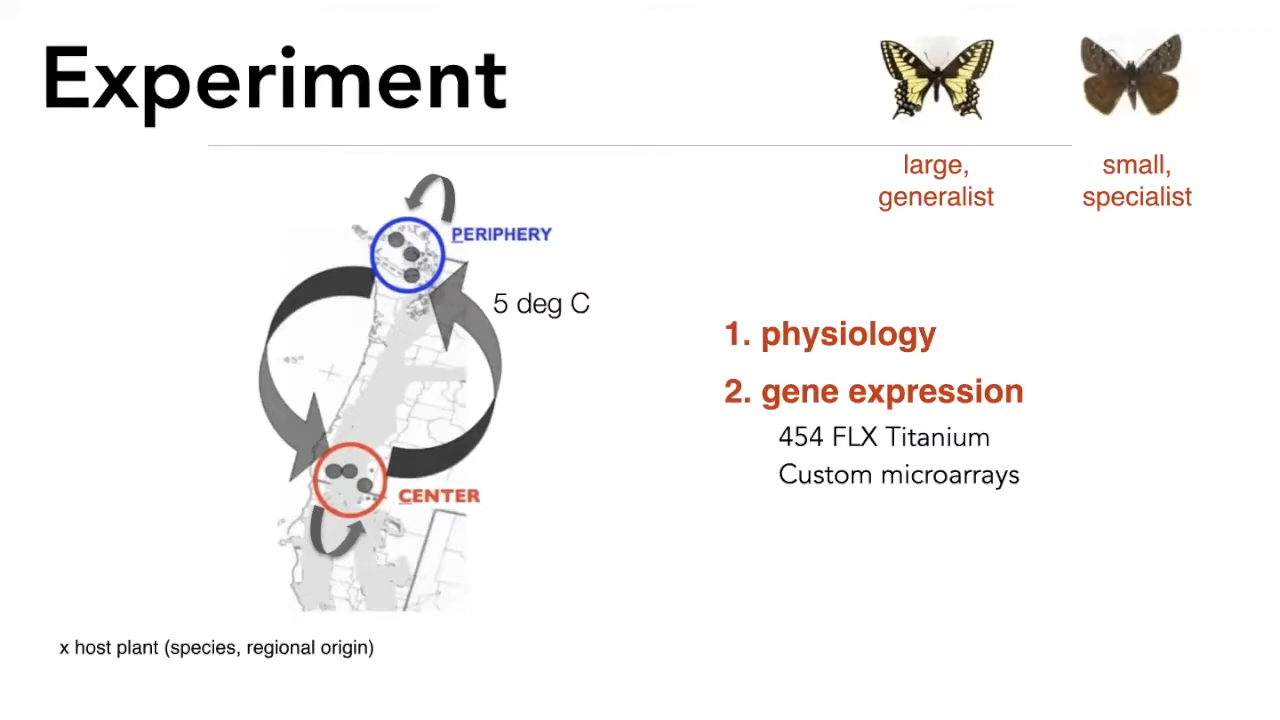 Experiment
large,
generalist
small,
specialist
PERIPHERY
5 deg C
45°
CENTER
1. physiology
2. gene expression
454 FLX Titanium
Custom microarrays
x host plant (species, regional origin)